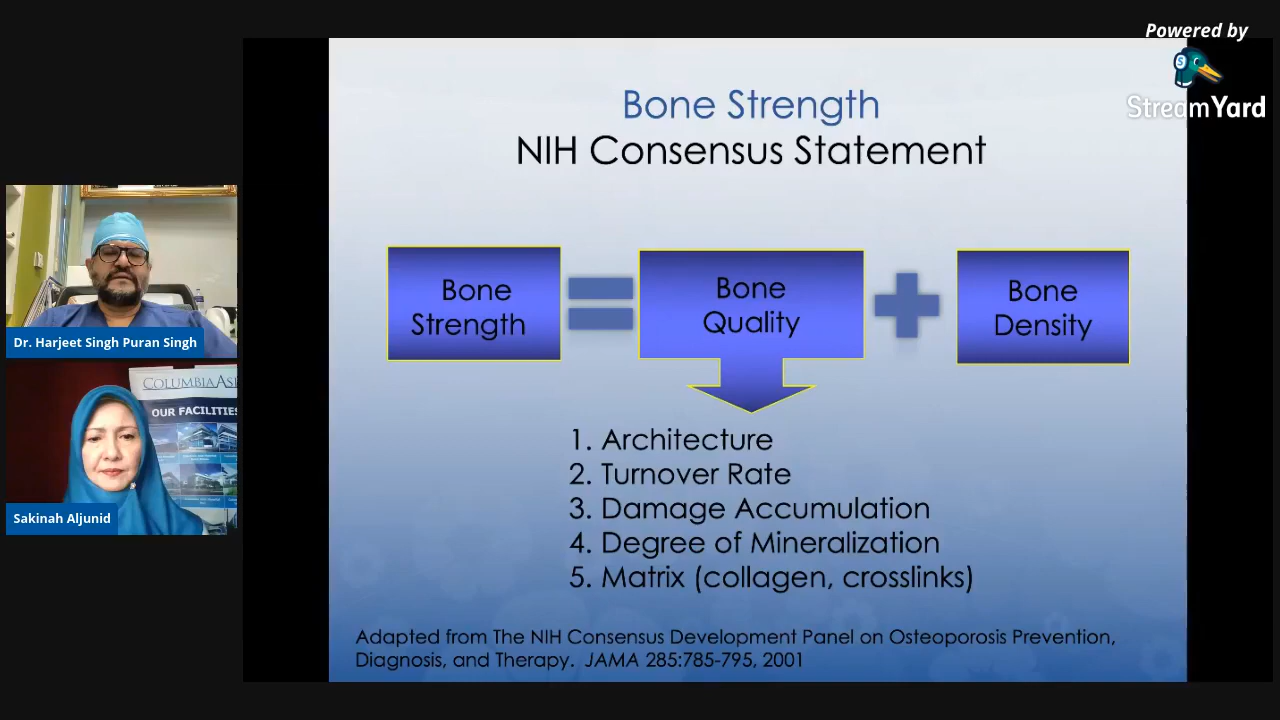 Powered by
StreamYard
Bone Strength
NIH Consensus Statement
Bone
Strength
Bone
Quality
Bone
Density
1. Architecture
2. Turnover Rate
3. Damage Accumulation
4. Degree of Mineralization
5. Matrix (collagen, crosslinks)
Adapted from The NIH Consensus Development Panel on Osteoporosis Prevention,
Diagnosis, and Therapy. JAMA 285:785-795, 2001
Dr. Harjeet Singh Puran Singh
COLUMBIA AS
OUR FACILITIES
Sakinah Aljunid